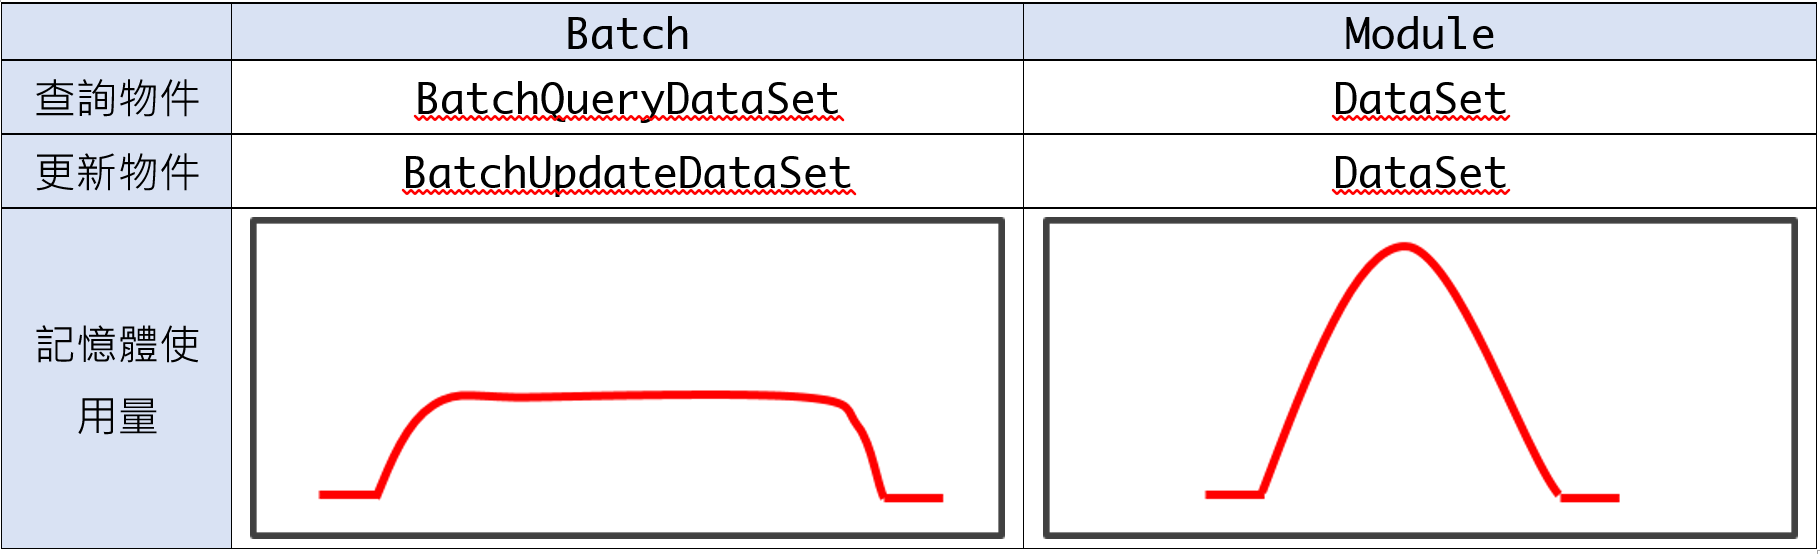 Batch
Module
查詢物件
BatchQueryDataSet
DataSet
更新物件
BatchUpdateDataSet
DataSet
記憶體使
用量